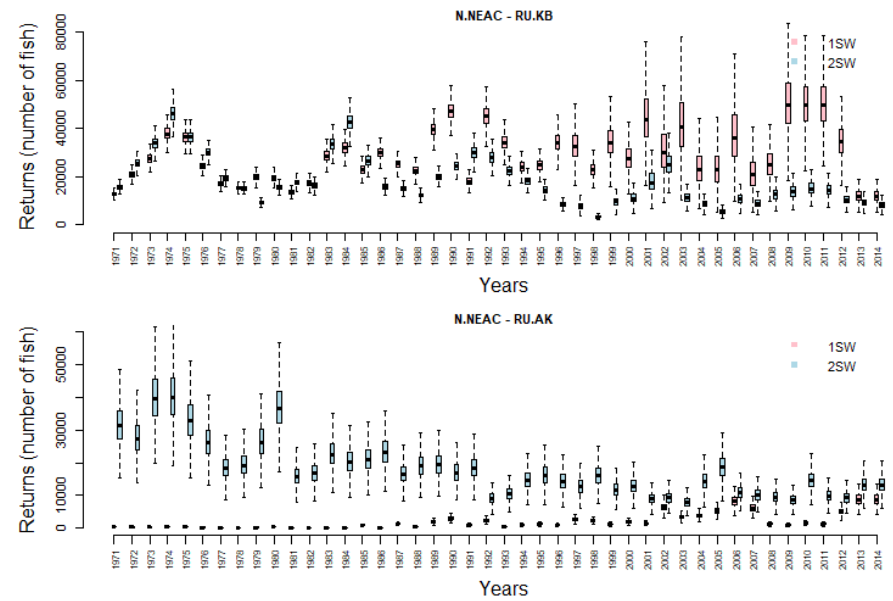 N.NEAC - RU.KB
Returns (number of fish)
80000
60000
40000
20000
0
1SW
2SW
1971 1972 1973 1974 1975 1976 1977 1978 1979 1980 1981 1982 1983 1984 1985 1986 1987 1988 1989 1990 1991 1992 1993 1994 1995 1996 1997 1998 1999 2000 2001 2002 2003 2004 2005 2006 2007 2008 2009 2010 2011 2012 2013 2014
Years
N.NEAC - RU.AK
Returns (number of fish)
50000
30000
10000
0
1SW
2SW
1971 1972 1973 1974 1975 1976 1977 1978 1979 1980 1981 1982 1983 1984 1985 1986 1987 1988 1989 1990 1991 1992 1993 1994 1995 1996 1997 1998 1999 2000 2001 2002 2003 2004 2005 2006 2007 2008 2009 2010 2011 2012 2013 2014
Years